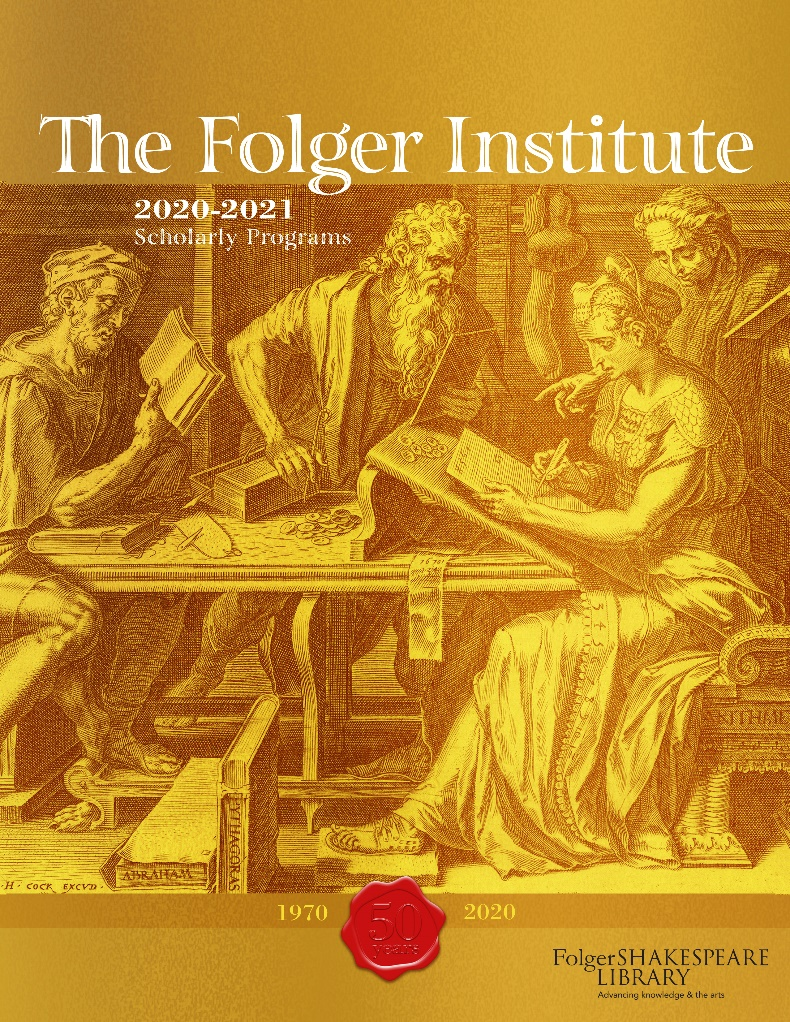 The Folger Institute
2020-2021
Scholarly Programs
ARITHME
ABRAHAM
PYTHAGORAS
·H· COCK EXCVD·
1970
50
years
2020
FolgerSHAKESPEARE
LIBRARY
Advancing knowledge & the arts